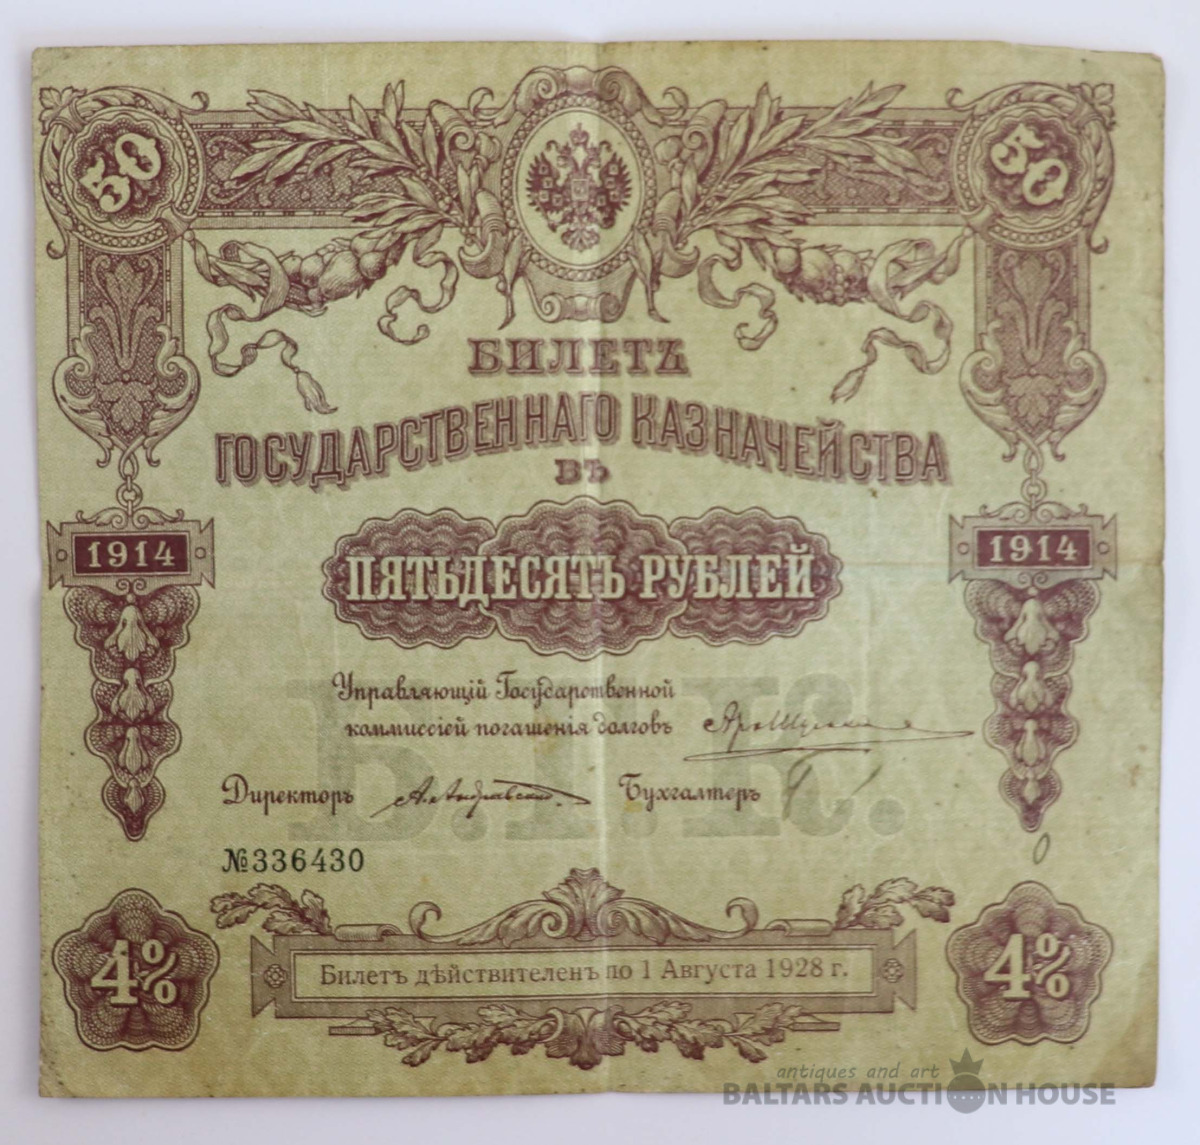 50 50
БИЛЕТЪ
ГОСУДАРСТВЕННАГО КАЗНАЧЕЙСТВА
ВЪ
1914 1914
ПЯТЬДЕСЯТЪ РУБЛЕЙ
Управляющій Государственной
коммиссіей погашенія долговъ
Директоръ Бухгалтеръ
Б.Г.К.
№336430
4% 4%
Билетъ дѣйствителенъ по 1 Августа 1928 г.
antiques and art
BALTARS AUCTION HOUSE